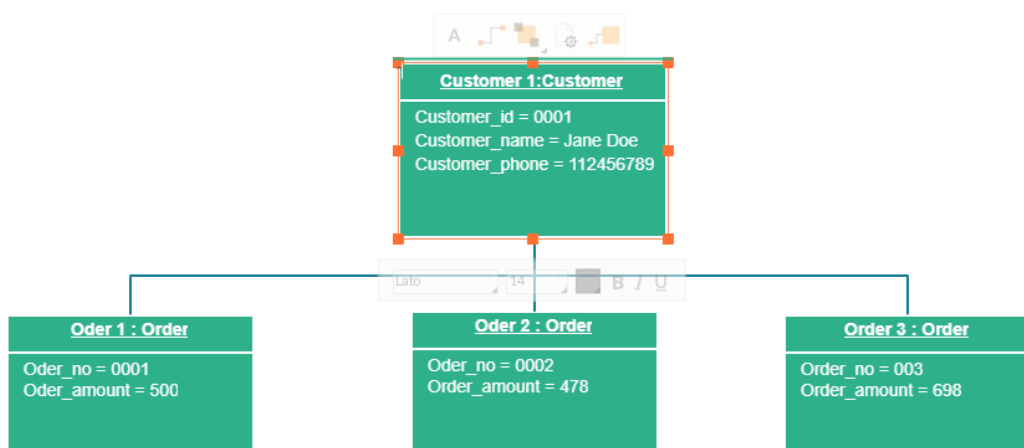 A
Customer 1:Customer
Customer_id = 0001
Customer_name = Jane Doe
Customer_phone = 112456789
Lato 14 B I U
Oder 1 : Order
Oder_no = 0001
Oder_amount = 500
Oder 2 : Order
Oder_no = 0002
Order_amount = 478
Order 3 : Order
Order_no = 003
Order_amount = 698